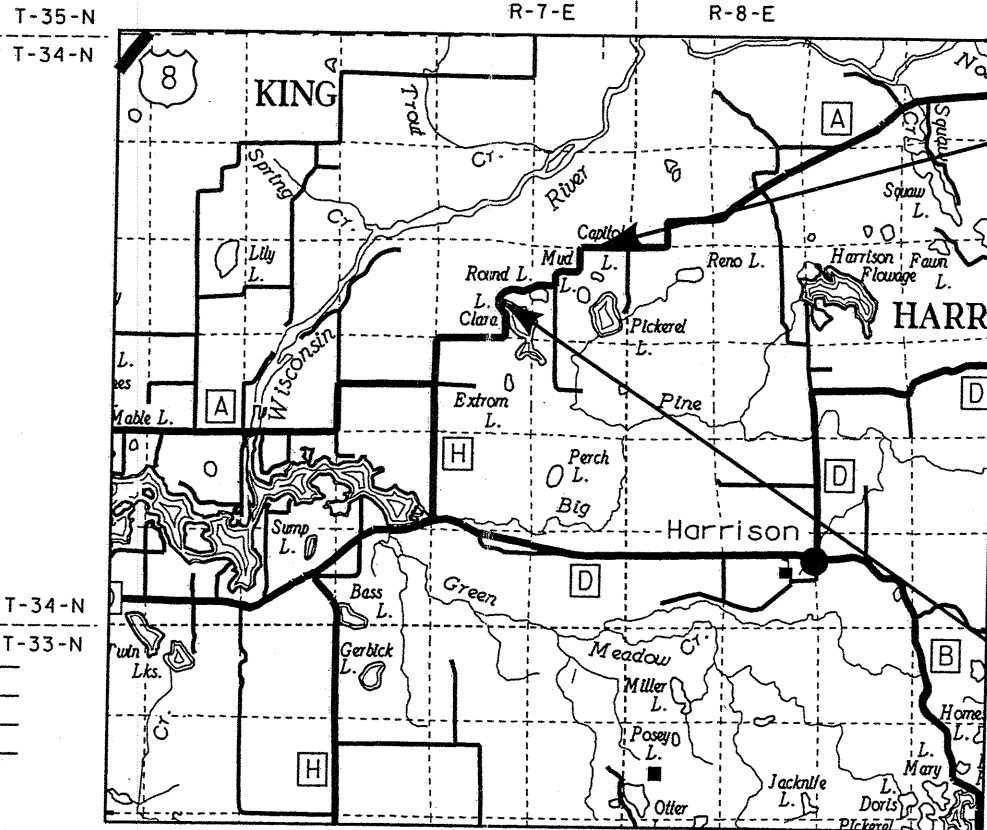 T-35-N
R-7-E
R-8-E
T-34-N
8
KING
Trout
Cr.
A
Cr.
Squaw
Spring
Cr.
River
Squaw
L.
Capitol
L.
Lily
L.
Mud
L.
Reno L.
Harrison
Flowage
Fawn
L.
Round L.
L.
Clara
Pickerel
L.
HARR
Wisconsin
L.
Mable L.
A
Extrom
L.
Pine
D
H
Perch
L.
D
Big
Sump
L.
Harrison
D
T-34-N
Bass
L.
Green
T-33-N
Twin
Lks.
Gerbick
L.
Meadow
Cr.
B
Miller
L.
Cr.
Posey
L.
Home
L.
H
L.
Mary
Jacknife
L.
L.
Doris
Otter
Pickerel